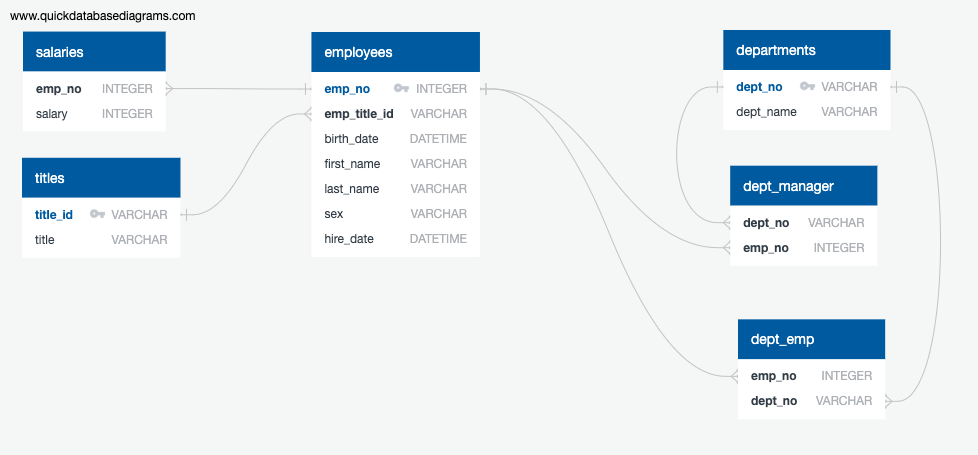 www.quickdatabasediagrams.com
salaries
emp_no INTEGER
salary INTEGER
titles
title_id VARCHAR
title VARCHAR
employees
emp_no INTEGER
emp_title_id VARCHAR
birth_date DATETIME
first_name VARCHAR
last_name VARCHAR
sex VARCHAR
hire_date DATETIME
departments
dept_no VARCHAR
dept_name VARCHAR
dept_manager
dept_no VARCHAR
emp_no INTEGER
dept_emp
emp_no INTEGER
dept_no VARCHAR